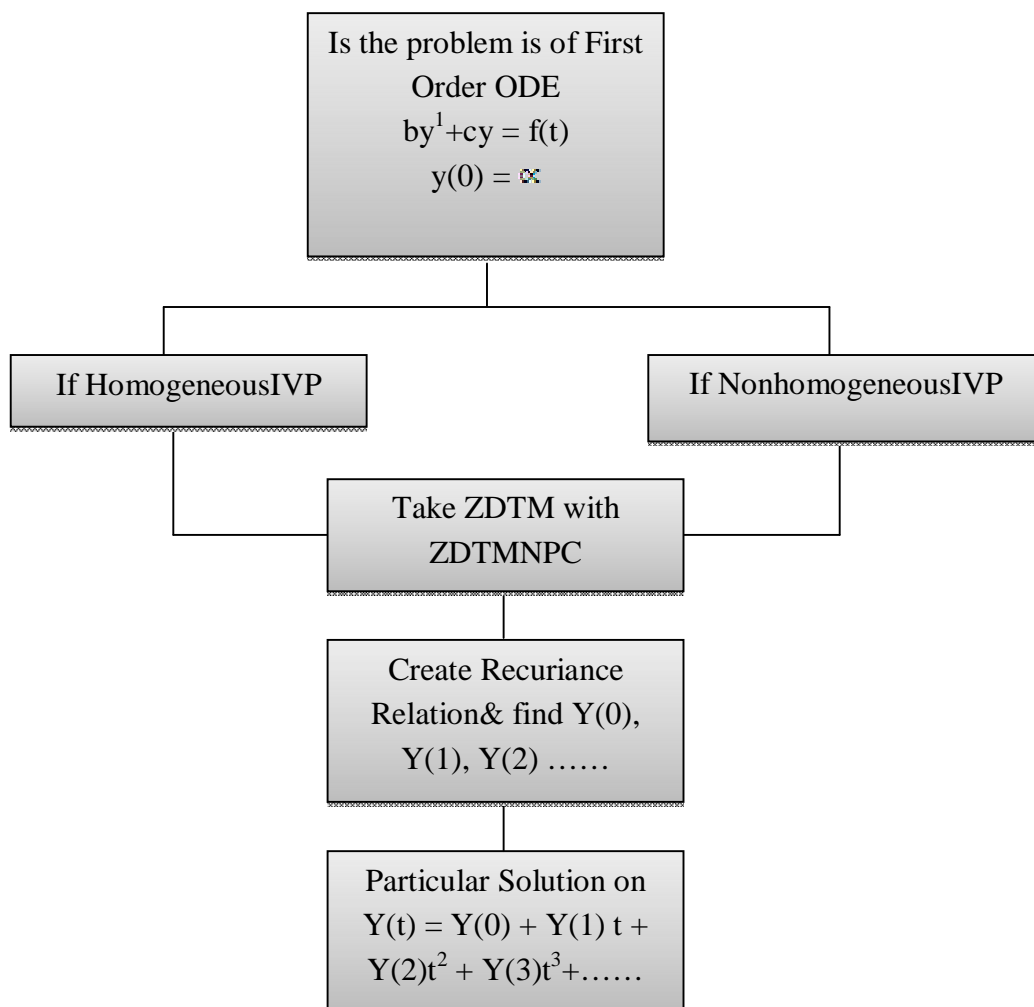 Is the problem is of First
Order ODE
by¹+cy = f(t)
y(0) = ∝
If HomogeneousIVP
If NonhomogeneousIVP
Take ZDTM with
ZDTMNPC
Create Recuriance
Relation& find Y(0),
Y(1), Y(2) ……
Particular Solution on
Y(t) = Y(0) + Y(1) t +
Y(2)t² + Y(3)t³+……